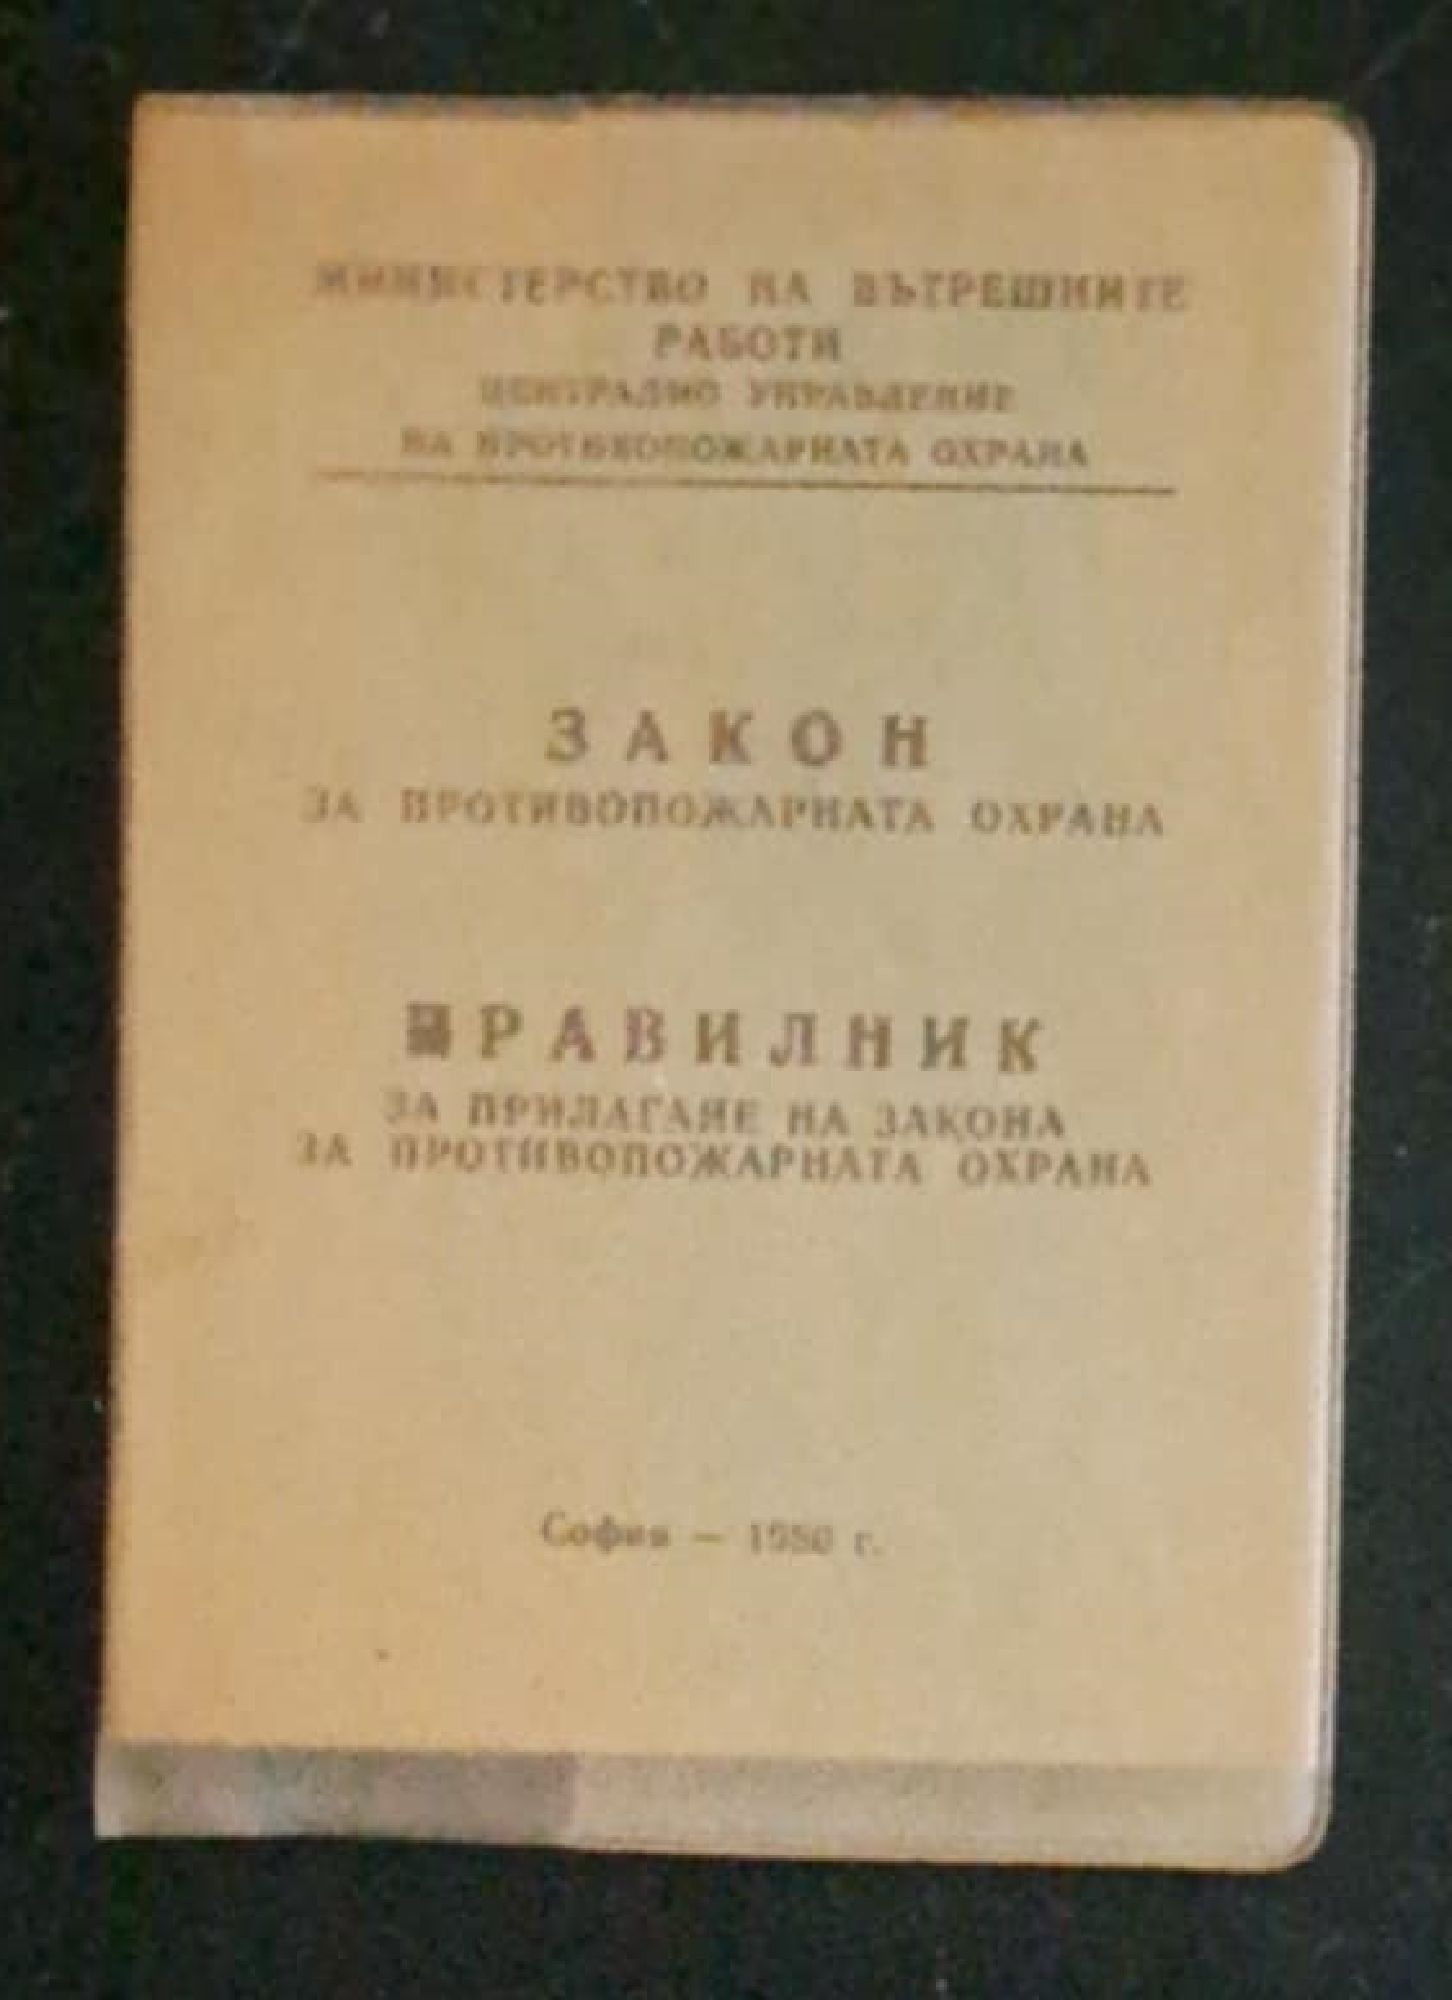 МИНИСТЕРСТВО НА ВЪТРЕШНИТЕ
РАБОТИ
ЦЕНТРАЛНО УПРАВЛЕНИЕ
НА ПРОТИВОПОЖАРНАТА ОХРАНА
ЗАКОН
ЗА ПРОТИВОПОЖАРНАТА ОХРАНА
ПРАВИЛНИК
ЗА ПРИЛАГАНЕ НА ЗАКОНА
ЗА ПРОТИВОПОЖАРНАТА ОХРАНА
София — 1980 г.